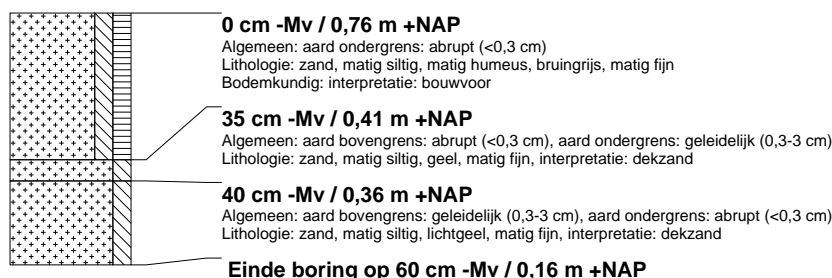 0 cm -Mv / 0,76 m +NAP
Algemeen: aard ondergrens: abrupt (<0,3 cm)
Lithologie: zand, matig siltig, matig humeus, bruingrijs, matig fijn
Bodemkundig: interpretatie: bouwvoor
35 cm -Mv / 0,41 m +NAP
Algemeen: aard bovengrens: abrupt (<0,3 cm), aard ondergrens: geleidelijk (0,3-3 cm)
Lithologie: zand, matig siltig, geel, matig fijn, interpretatie: dekzand
40 cm -Mv / 0,36 m +NAP
Algemeen: aard bovengrens: geleidelijk (0,3-3 cm), aard ondergrens: abrupt (<0,3 cm)
Lithologie: zand, matig siltig, lichtgeel, matig fijn, interpretatie: dekzand
Einde boring op 60 cm -Mv / 0,16 m +NAP